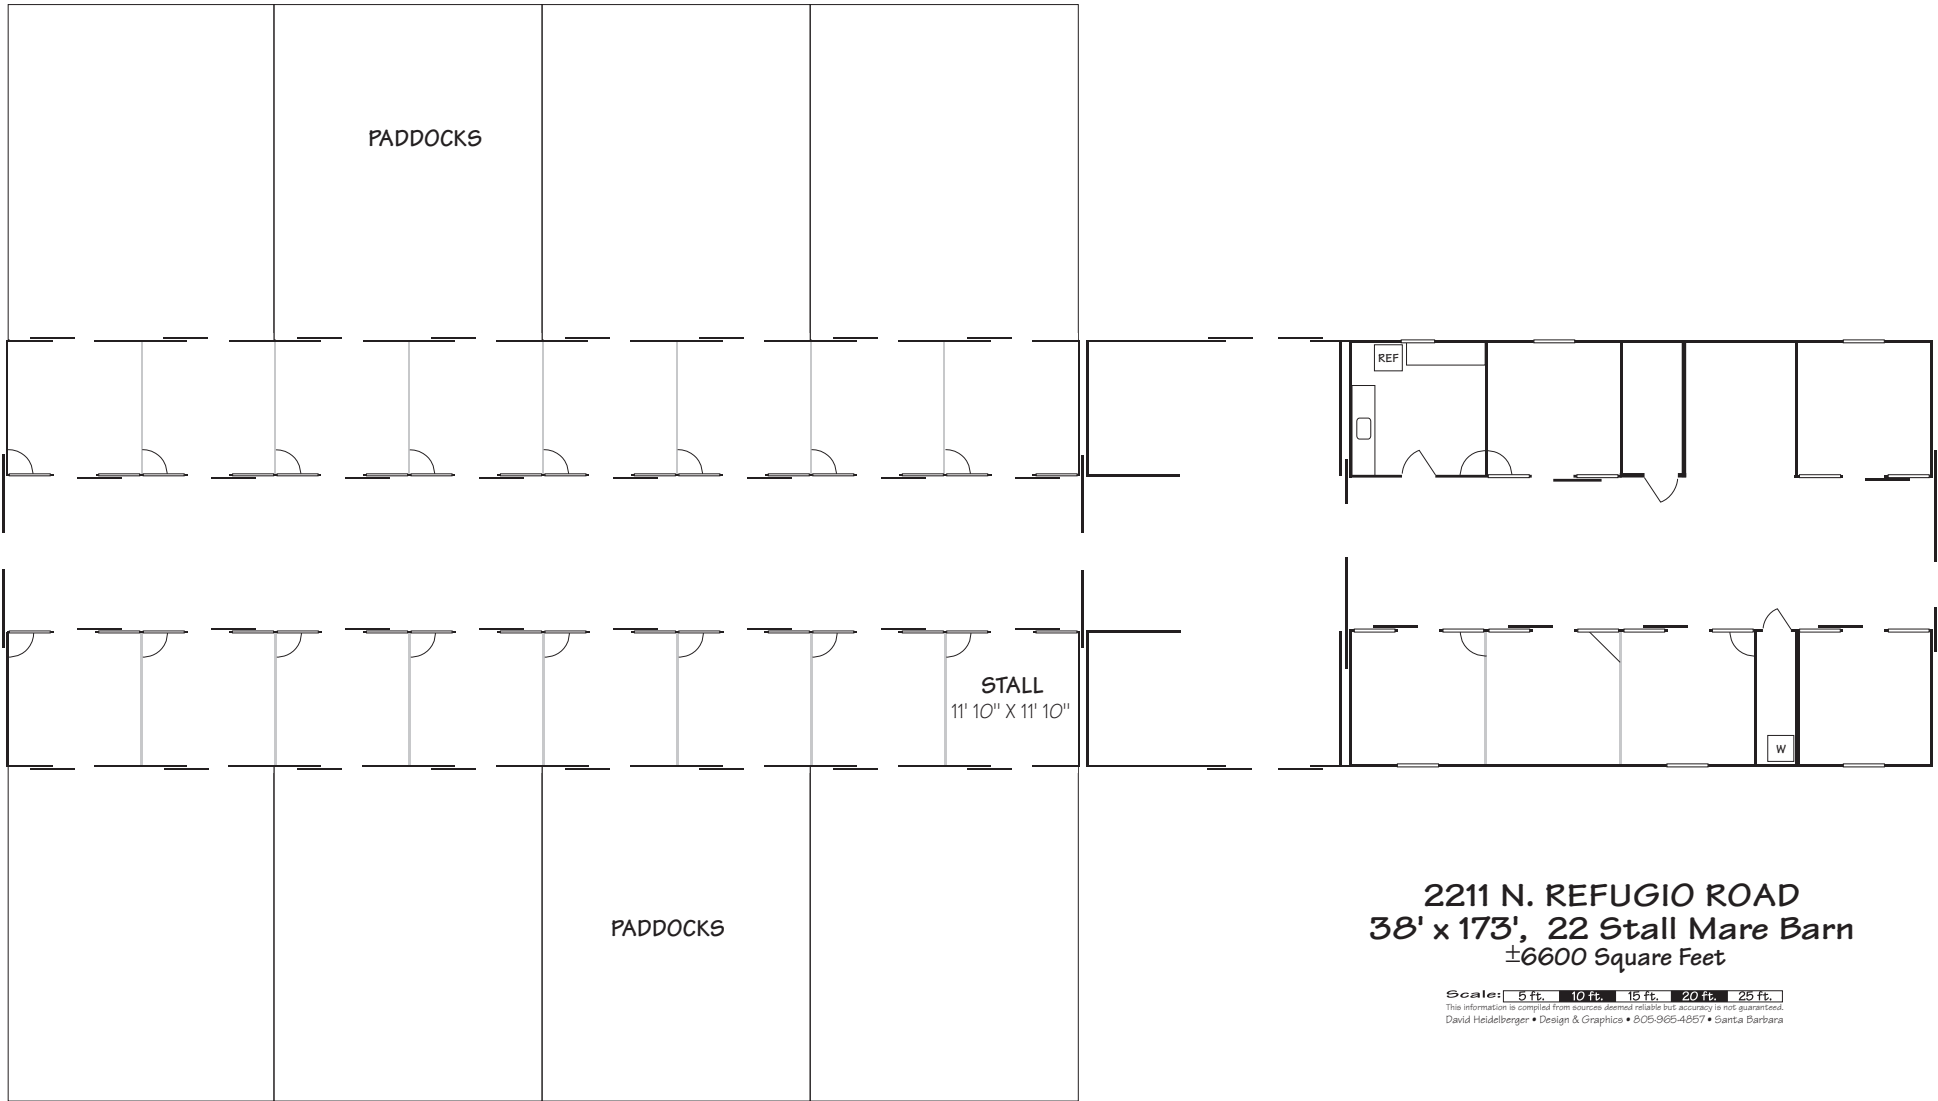 PADDOCKS
REF
STALL
11' 10" X 11' 10"
W
PADDOCKS
2211 N. REFUGIO ROAD
38' x 173', 22 Stall Mare Barn
±6600 Square Feet
Scale: 5 ft. 10 ft. 15 ft. 20 ft. 25 ft.
This information is compiled from sources deemed reliable but accuracy is not guaranteed.
David Heidelberger • Design & Graphics • 805-965-4857 • Santa Barbara